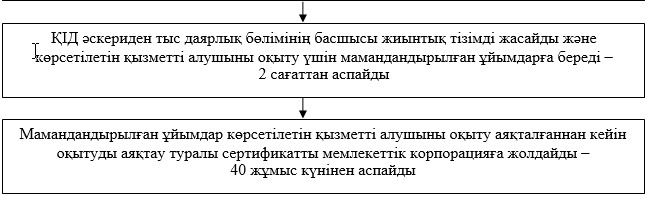 ҚІД әскериден тыс даярлық бөлімінің басшысы жиынтық тізімді жасайды және
көрсетілетін қызметті алушыны оқыту үшін мамандандырылған ұйымдарға береді –
2 сағаттан аспайды
Мамандандырылған ұйымдар көрсетілетін қызметті алушыны оқыту аяқталғаннан кейін
оқытуды аяқтау туралы сертификатты мемлекеттік корпорацияға жолдайды –
40 жұмыс күнінен аспайды